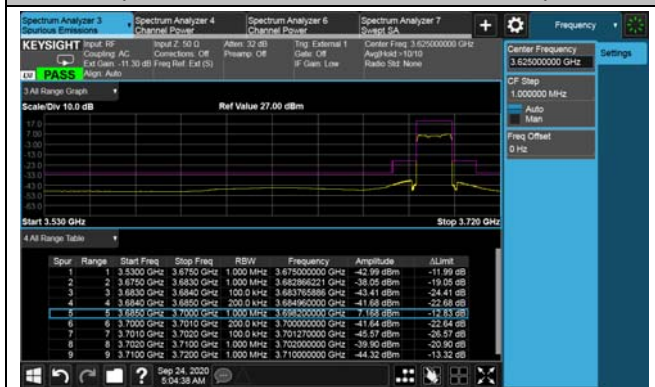 Spectrum Analyzer 3
Spurious Emissions
Spectrum Analyzer 4
Channel Power
Spectrum Analyzer 6
Channel Power
Spectrum Analyzer 7
Swept SA
Frequency
KEYSIGHT
Input: RF
Coupling: AC
Ext Gain: -11.30 dB
Align: Auto
Input Z: 50 Ω
Corrections: Off
Freq Ref: Ext (S)
Atten: 32 dB
Preamp: Off
Trig: External 1
Gate: Off
IF Gain: Low
Center Freq: 3.625000000 GHz
Avg|Hold:>10/10
Radio Std: None
PASS
3 All Range Graph
Scale/Div 10.0 dB
Ref Value 27.00 dBm
17.0
7.00
-3.00
-13.0
-23.0
-33.0
-43.0
-53.0
-63.0
Start 3.530 GHz
Stop 3.720 GHz
4 All Range Table
Spur Range Start Freq Stop Freq RBW Frequency Amplitude ΔLimit
1 1 3.5300 GHz 3.6750 GHz 1.000 MHz 3.675000000 GHz -42.99 dBm -11.99 dB
2 2 3.6750 GHz 3.6830 GHz 1.000 MHz 3.682866221 GHz -38.05 dBm -19.05 dB
3 3 3.6830 GHz 3.6840 GHz 100.0 kHz 3.683765886 GHz -43.41 dBm -24.41 dB
4 4 3.6840 GHz 3.6850 GHz 200.0 kHz 3.684960000 GHz -41.68 dBm -22.68 dB
5 5 3.6850 GHz 3.7000 GHz 1.000 MHz 3.698200000 GHz 7.168 dBm -12.83 dB
6 6 3.7000 GHz 3.7010 GHz 200.0 kHz 3.700000000 GHz -41.64 dBm -22.64 dB
7 7 3.7010 GHz 3.7020 GHz 100.0 kHz 3.701270000 GHz -45.57 dBm -26.57 dB
8 8 3.7020 GHz 3.7100 GHz 1.000 MHz 3.702000000 GHz -39.90 dBm -20.90 dB
9 9 3.7100 GHz 3.7200 GHz 1.000 MHz 3.710000000 GHz -44.32 dBm -13.32 dB
Center Frequency
3.625000000 GHz
Settings
CF Step
1.000000 MHz
Auto
Man
Freq Offset
0 Hz
Sep 24, 2020
5:04:38 AM